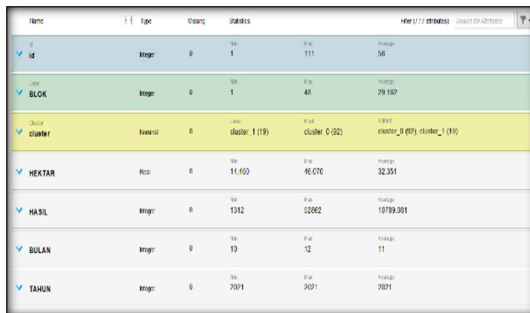 Name Type Missing Statistics Filter (7 / 7 attributes): Search for Attributes
Id Min Max Average
id Integer 0 1 111 56
Label Min Max Average
BLOK Integer 0 1 48 29.162
Cluster Least Most Values
cluster Nominal 0 cluster_1 (19) cluster_0 (92) cluster_0 (92), cluster_1 (19)
Min Max Average
HEKTAR Real 0 14.460 46.070 32.351
Min Max Average
HASIL Integer 0 1312 52862
Min Max Average
BULAN Integer 0 10 12 11
Min Max Average
TAHUN Integer 0 2021 2021 2021